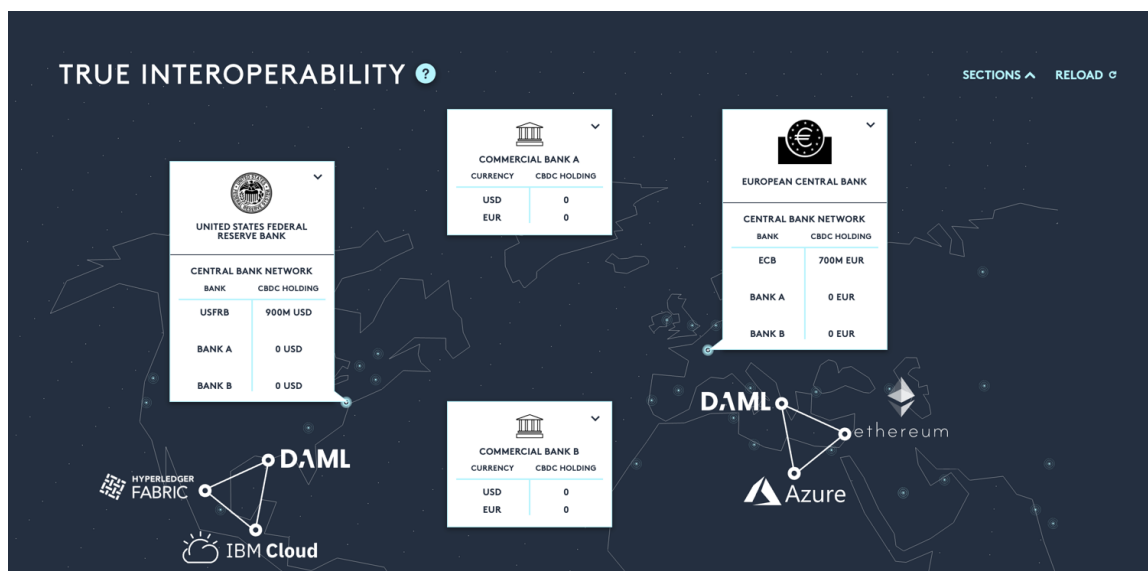 TRUE INTEROPERABILITY ?
SECTIONS RELOAD
UNITED STATES FEDERAL
RESERVE BANK
CENTRAL BANK NETWORK
BANK CBDC HOLDING
USFRB 900M USD
BANK A 0 USD
BANK B 0 USD
COMMERCIAL BANK A
CURRENCY CBDC HOLDING
USD 0
EUR 0
EUROPEAN CENTRAL BANK
CENTRAL BANK NETWORK
BANK CBDC HOLDING
ECB 700M EUR
BANK A 0 EUR
BANK B 0 EUR
COMMERCIAL BANK B
CURRENCY CBDC HOLDING
USD 0
EUR 0
DAML
HYPERLEDGER
FABRIC
IBM Cloud
DAML
ethereum
Azure